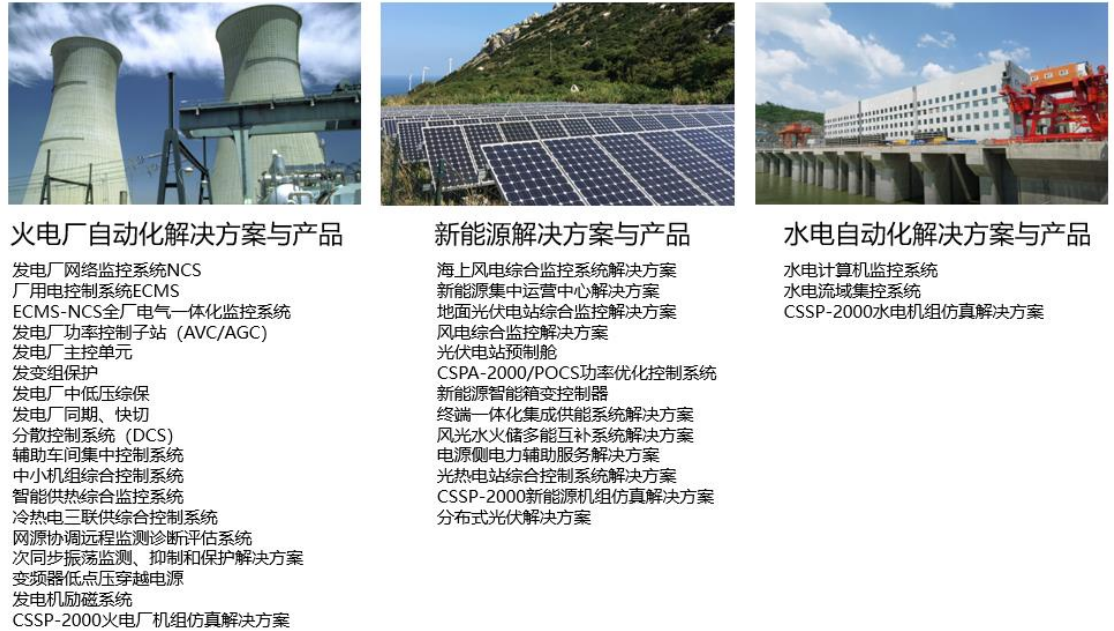 火电厂自动化解决方案与产品
发电厂网络监控系统NCS
厂用电控制系统ECMS
ECMS-NCS全厂电气一体化监控系统
发电厂功率控制子站（AVC/AGC）
发电厂主控单元
发变组保护
发电厂中低压综保
发电厂同期、快切
分散控制系统（DCS）
辅助车间集中控制系统
中小机组综合控制系统
智能供热综合监控系统
冷热电三联供综合控制系统
网源协调远程监测诊断评估系统
次同步振荡监测、抑制和保护解决方案
变频器低点压穿越电源
发电机励磁系统
CSSP-2000火电厂机组仿真解决方案
新能源解决方案与产品
海上风电综合监控系统解决方案
新能源集中运营中心解决方案
地面光伏电站综合监控解决方案
风电综合监控解决方案
光伏电站预制舱
CSPA-2000/POCS功率优化控制系统
新能源智能箱变控制器
终端一体化集成供能系统解决方案
风光水火储多能互补系统解决方案
电源侧电力辅助服务解决方案
光热电站综合控制系统解决方案
CSSP-2000新能源机组仿真解决方案
分布式光伏解决方案
水电自动化解决方案与产品
水电计算机监控系统
水电流域集控系统
CSSP-2000水电机组仿真解决方案